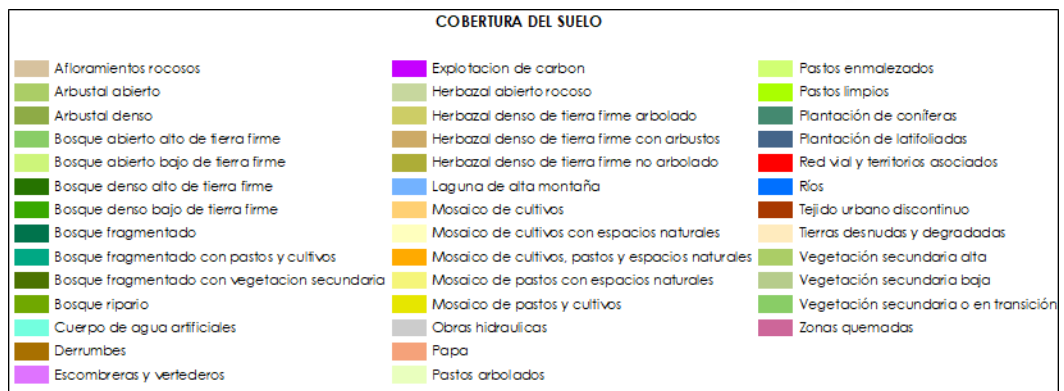 COBERTURA DEL SUELO
Afloramientos rocosos
Arbustal abierto
Arbustal denso
Bosque abierto alto de tierra firme
Bosque abierto bajo de tierra firme
Bosque denso alto de tierra firme
Bosque denso bajo de tierra firme
Bosque fragmentado
Bosque fragmentado con pastos y cultivos
Bosque fragmentado con vegetacion secundaria
Bosque ripario
Cuerpo de agua artificiales
Derrumbes
Escombreras y vertederos
Explotacion de carbon
Herbazal abierto rocoso
Herbazal denso de tierra firme arbolado
Herbazal denso de tierra firme con arbustos
Herbazal denso de tierra firme no arbolado
Laguna de alta montaña
Mosaico de cultivos
Mosaico de cultivos con espacios naturales
Mosaico de cultivos, pastos y espacios naturales
Mosaico de pastos con espacios naturales
Mosaico de pastos y cultivos
Obras hidraulicas
Papa
Pastos arbolados
Pastos enmalezados
Pastos limpios
Plantación de coníferas
Plantación de latifoliadas
Red vial y territorios asociados
Ríos
Tejido urbano discontinuo
Tierras desnudas y degradadas
Vegetación secundaria alta
Vegetación secundaria baja
Vegetación secundaria o en transición
Zonas quemadas